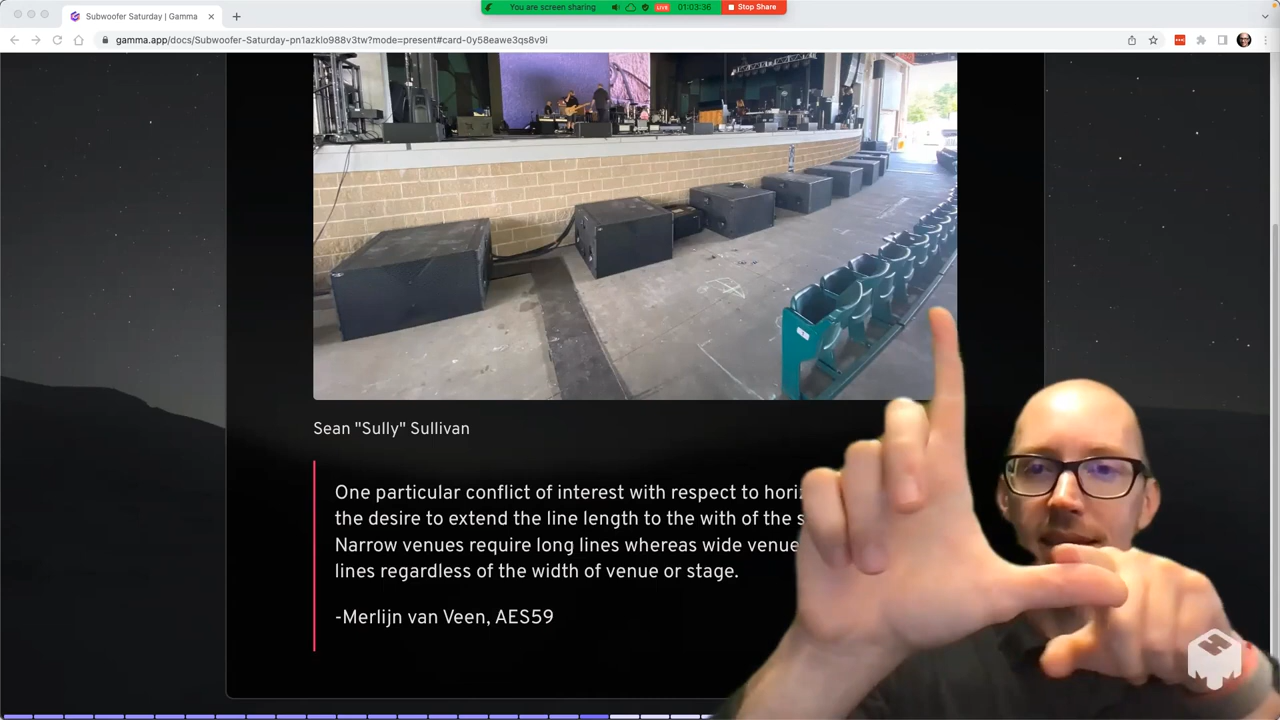 Subwoofer Saturday | Gamma
You are screen sharing
LIVE
01:03:36
Stop Share
gamma.app/docs/Subwoofer-Saturday-pn1azklo988v3tw?mode=present#card-0y58eawe3qs8v9i
Sean "Sully" Sullivan
One particular conflict of interest with respect to
the desire to extend the line length to the with of the
Narrow venues require long lines whereas wide
lines regardless of the width of venue or stage.
-Merlijn van Veen, AES59